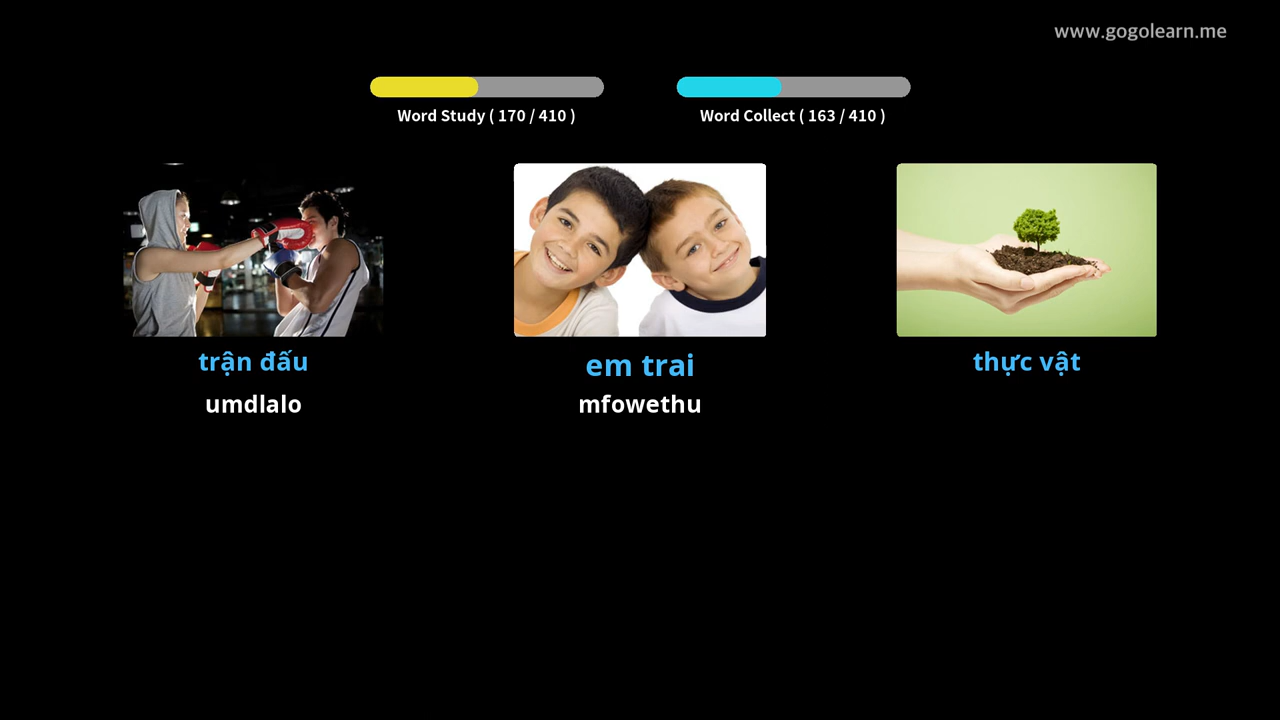 www.gogolearn.me
Word Study ( 170 / 410 )
Word Collect ( 163 / 410 )
trận đấu
em trai
thực vật
umdlalo
mfowethu